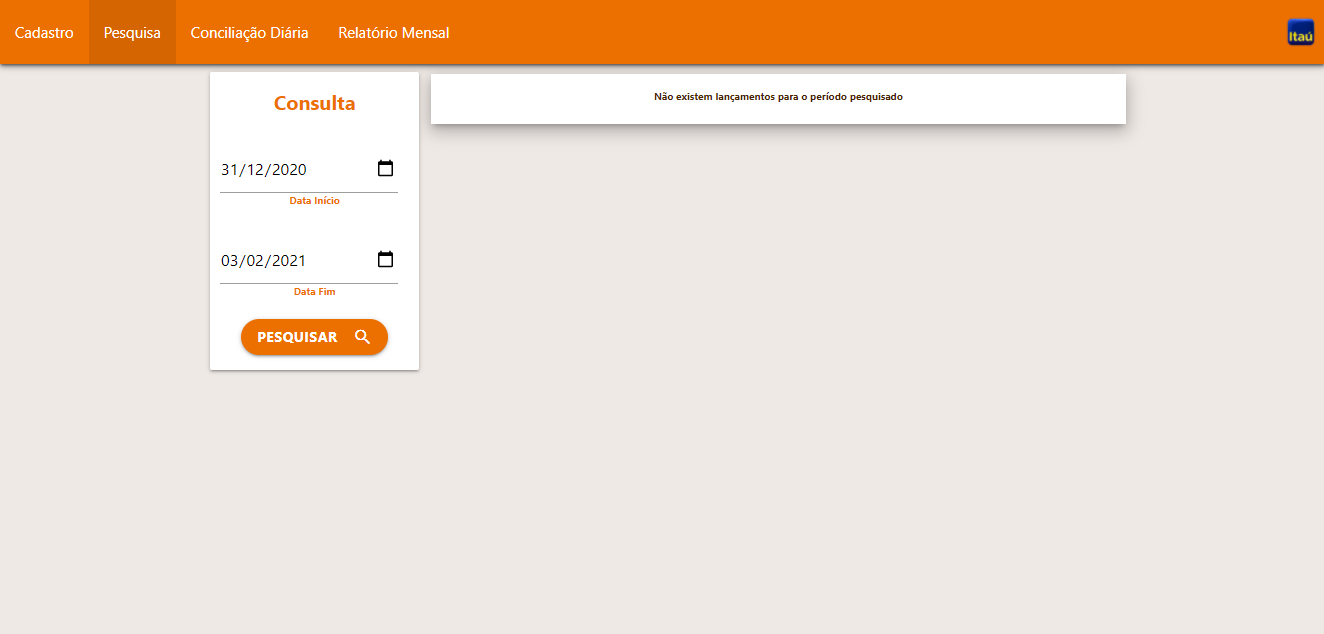 Cadastro Pesquisa Conciliação Diária Relatório Mensal
Itaú
Consulta
31/12/2020
Data Início
03/02/2021
Data Fim
PESQUISAR
Não existem lançamentos para o período pesquisado